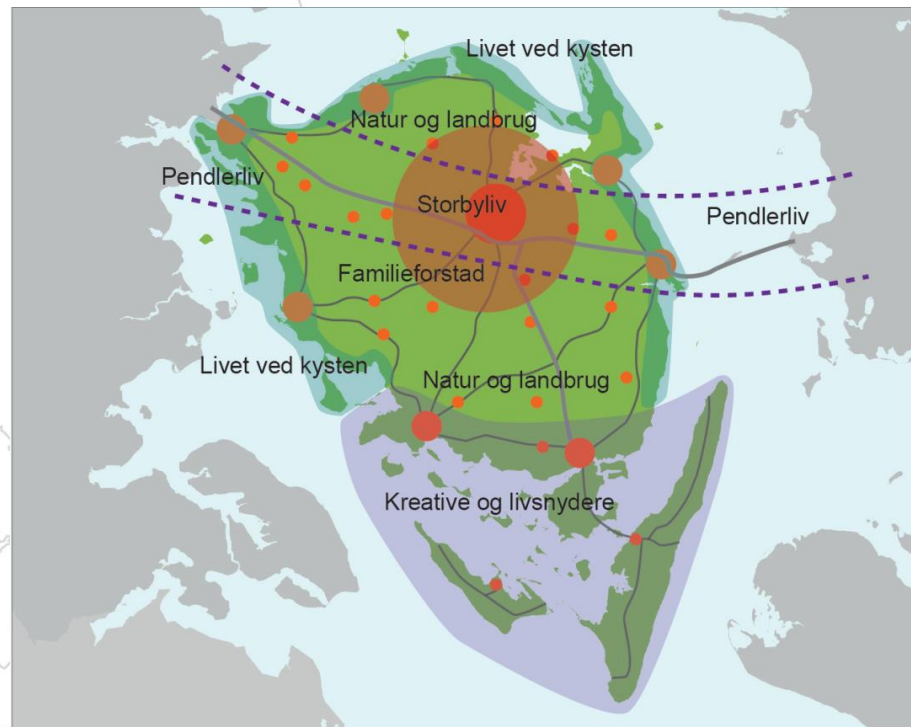 Livet ved kysten
Natur og landbrug
Pendlerliv
Storbyliv
Pendlerliv
Familieforstad
Livet ved kysten
Natur og landbrug
Kreative og livsnydere